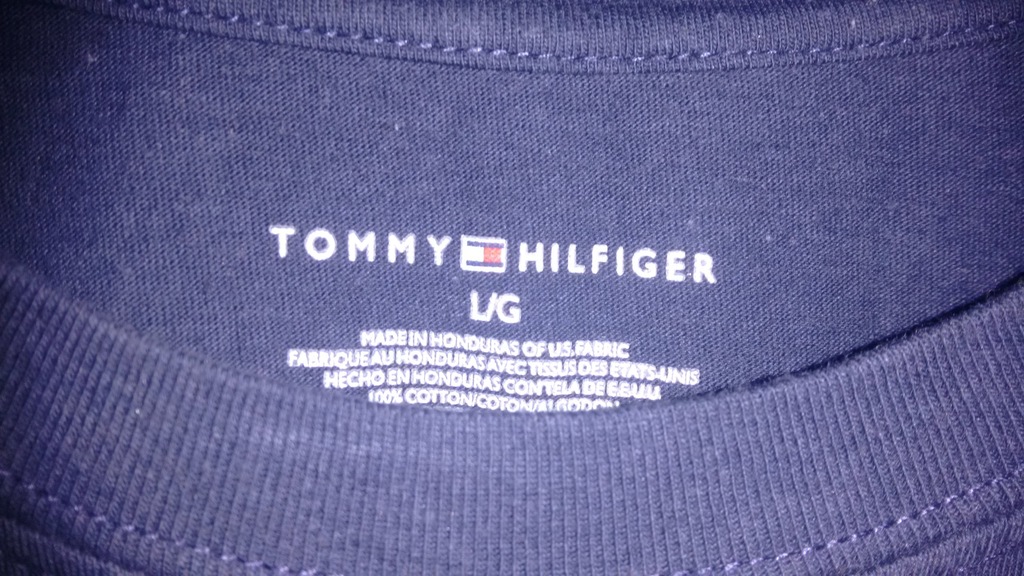 TOMMY HILFIGER
L/G
MADE IN HONDURAS OF U.S. FABRIC
FABRIQUE AU HONDURAS AVEC TISSUS DES ETATS-UNIS
HECHO EN HONDURAS CON TELA DE E.E.U.U.
100% COTTON/COTON/ALGODON